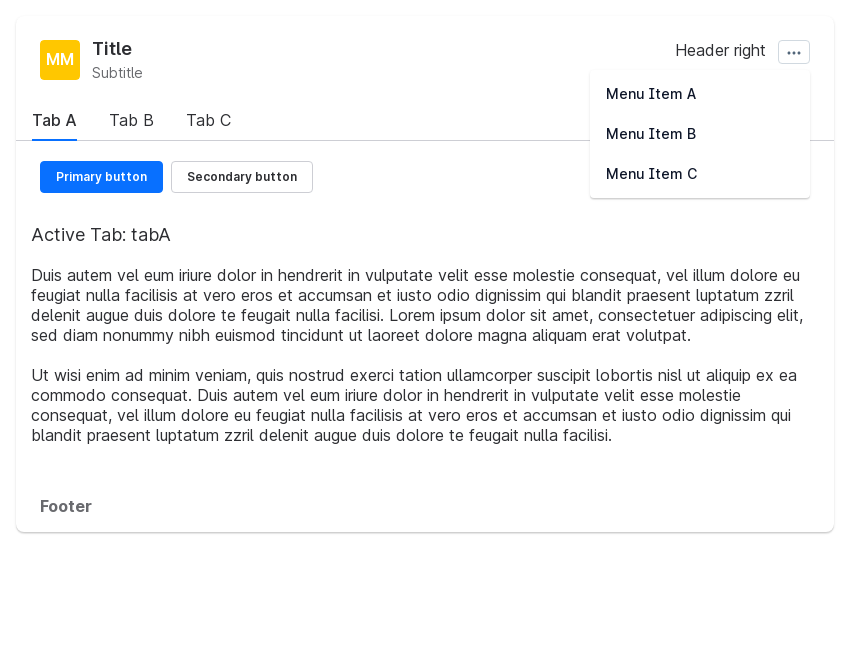 MM
Title
Subtitle
Header right
Menu Item A
Menu Item B
Menu Item C
Tab A
Tab B
Tab C
Primary button
Secondary button
Active Tab: tabA
Duis autem vel eum iriure dolor in hendrerit in vulputate velit esse molestie consequat, vel illum dolore eu
feugiat nulla facilisis at vero eros et accumsan et iusto odio dignissim qui blandit praesent luptatum zzril
delenit augue duis dolore te feugait nulla facilisi. Lorem ipsum dolor sit amet, consectetuer adipiscing elit,
sed diam nonummy nibh euismod tincidunt ut laoreet dolore magna aliquam erat volutpat.
Ut wisi enim ad minim veniam, quis nostrud exerci tation ullamcorper suscipit lobortis nisl ut aliquip ex ea
commodo consequat. Duis autem vel eum iriure dolor in hendrerit in vulputate velit esse molestie
consequat, vel illum dolore eu feugiat nulla facilisis at vero eros et accumsan et iusto odio dignissim qui
blandit praesent luptatum zzril delenit augue duis dolore te feugait nulla facilisi.
Footer